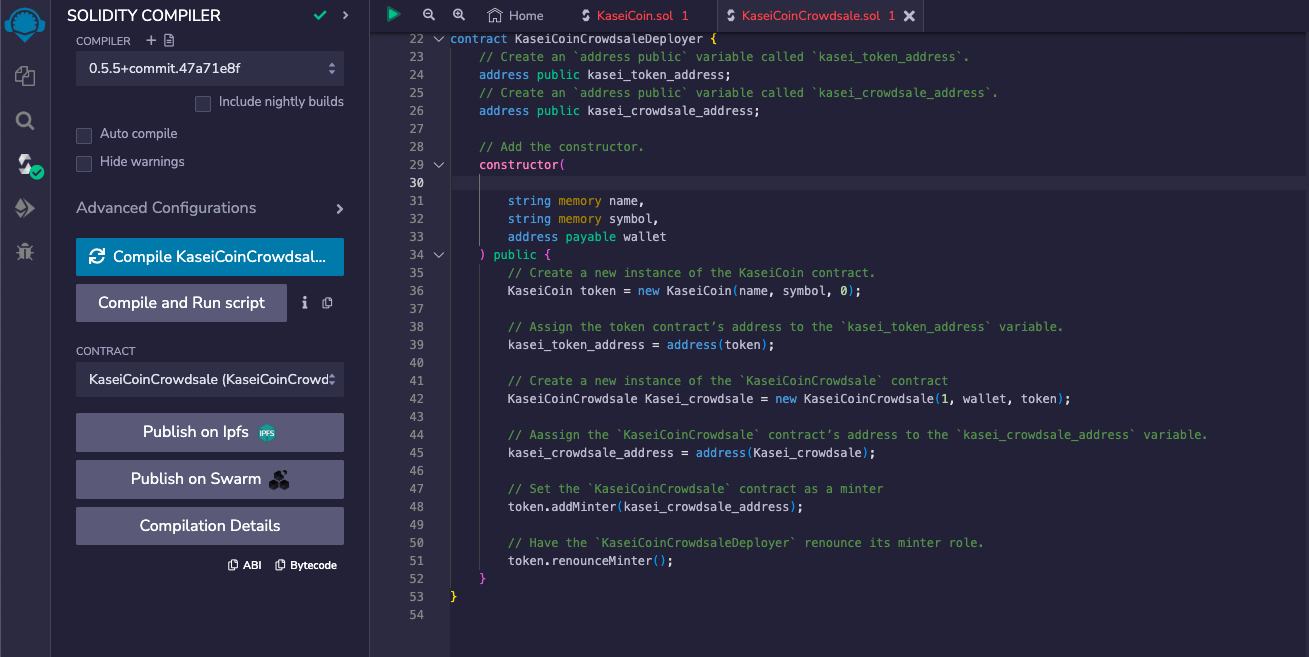 SOLIDITY COMPILER
COMPILER
0.5.5+commit.47a71e8f
Include nightly builds
Auto compile
Hide warnings
Advanced Configurations
Compile KaseiCoinCrowdsal...
Compile and Run script
CONTRACT
KaseiCoinCrowdsale (KaseiCoinCrowd
Publish on Ipfs IPFS
Publish on Swarm
Compilation Details
ABI Bytecode
Home KaseiCoin.sol 1 KaseiCoinCrowdsale.sol 1
22 contract KaseiCoinCrowdsaleDeployer {
23 // Create an `address public` variable called `kasei_token_address`.
24 address public kasei_token_address;
25 // Create an `address public` variable called `kasei_crowdsale_address`.
26 address public kasei_crowdsale_address;
27
28 // Add the constructor.
29 constructor(
30
31 string memory name,
32 string memory symbol,
33 address payable wallet
34 ) public {
35 // Create a new instance of the KaseiCoin contract.
36 KaseiCoin token = new KaseiCoin(name, symbol, 0);
37
38 // Assign the token contract’s address to the `kasei_token_address` variable.
39 kasei_token_address = address(token);
40
41 // Create a new instance of the `KaseiCoinCrowdsale` contract
42 KaseiCoinCrowdsale Kasei_crowdsale = new KaseiCoinCrowdsale(1, wallet, token);
43
44 // Aassign the `KaseiCoinCrowdsale` contract’s address to the `kasei_crowdsale_address` variable.
45 kasei_crowdsale_address = address(Kasei_crowdsale);
46
47 // Set the `KaseiCoinCrowdsale` contract as a minter
48 token.addMinter(kasei_crowdsale_address);
49
50 // Have the `KaseiCoinCrowdsaleDeployer` renounce its minter role.
51 token.renounceMinter();
52 }
53 }
54